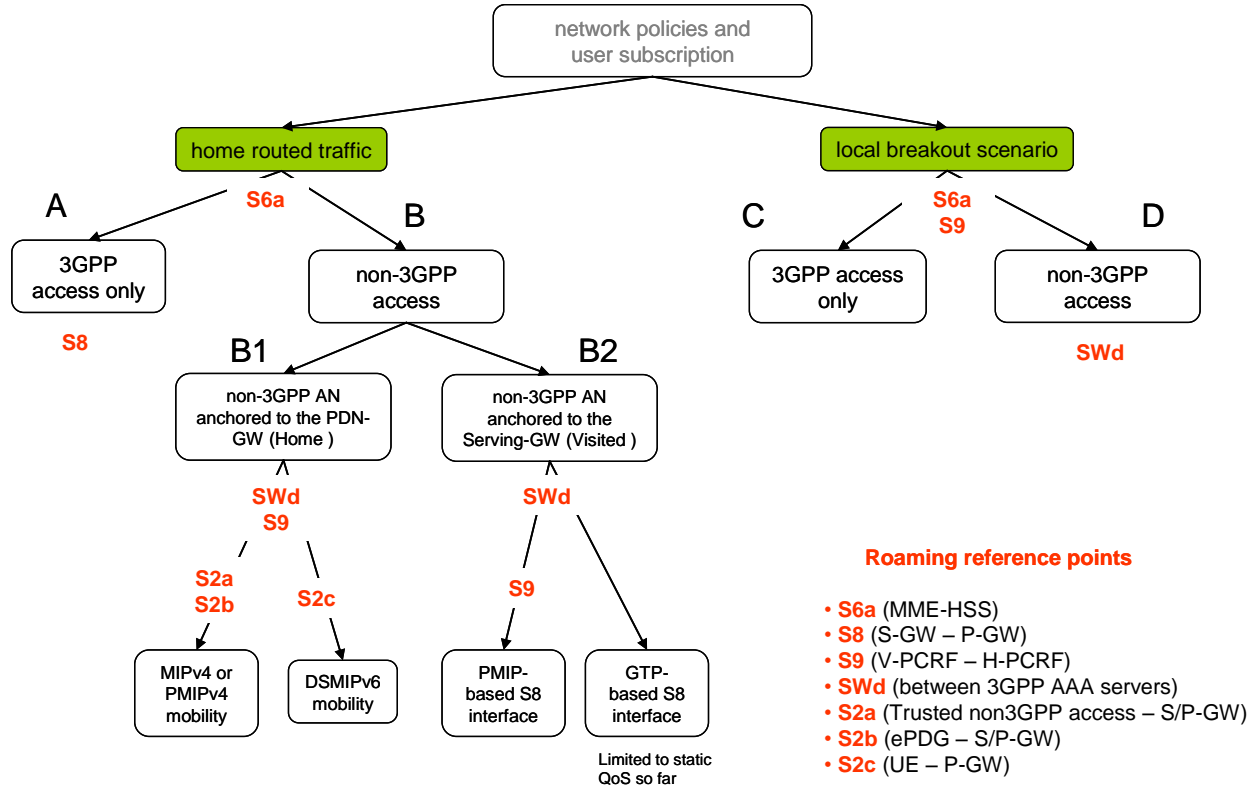 network policies and
user subscription
home routed traffic
local breakout scenario
S6a
S6a
S9
A
B
C
D
3GPP
access only
non-3GPP
access
3GPP access
only
non-3GPP
access
S8
SWd
B1
B2
non-3GPP AN
anchored to the PDN-
GW (Home )
non-3GPP AN
anchored to the
Serving-GW (Visited )
SWd
S9
SWd
S2a
S2b
S2c
S9
MIPv4 or
PMIPv4
mobility
DSMIPv6
mobility
PMIP-
based S8
interface
GTP-
based S8
interface
Limited to static
QoS so far
Roaming reference points
• S6a (MME-HSS)
• S8 (S-GW – P-GW)
• S9 (V-PCRF – H-PCRF)
• SWd (between 3GPP AAA servers)
• S2a (Trusted non3GPP access – S/P-GW)
• S2b (ePDG – S/P-GW)
• S2c (UE – P-GW)